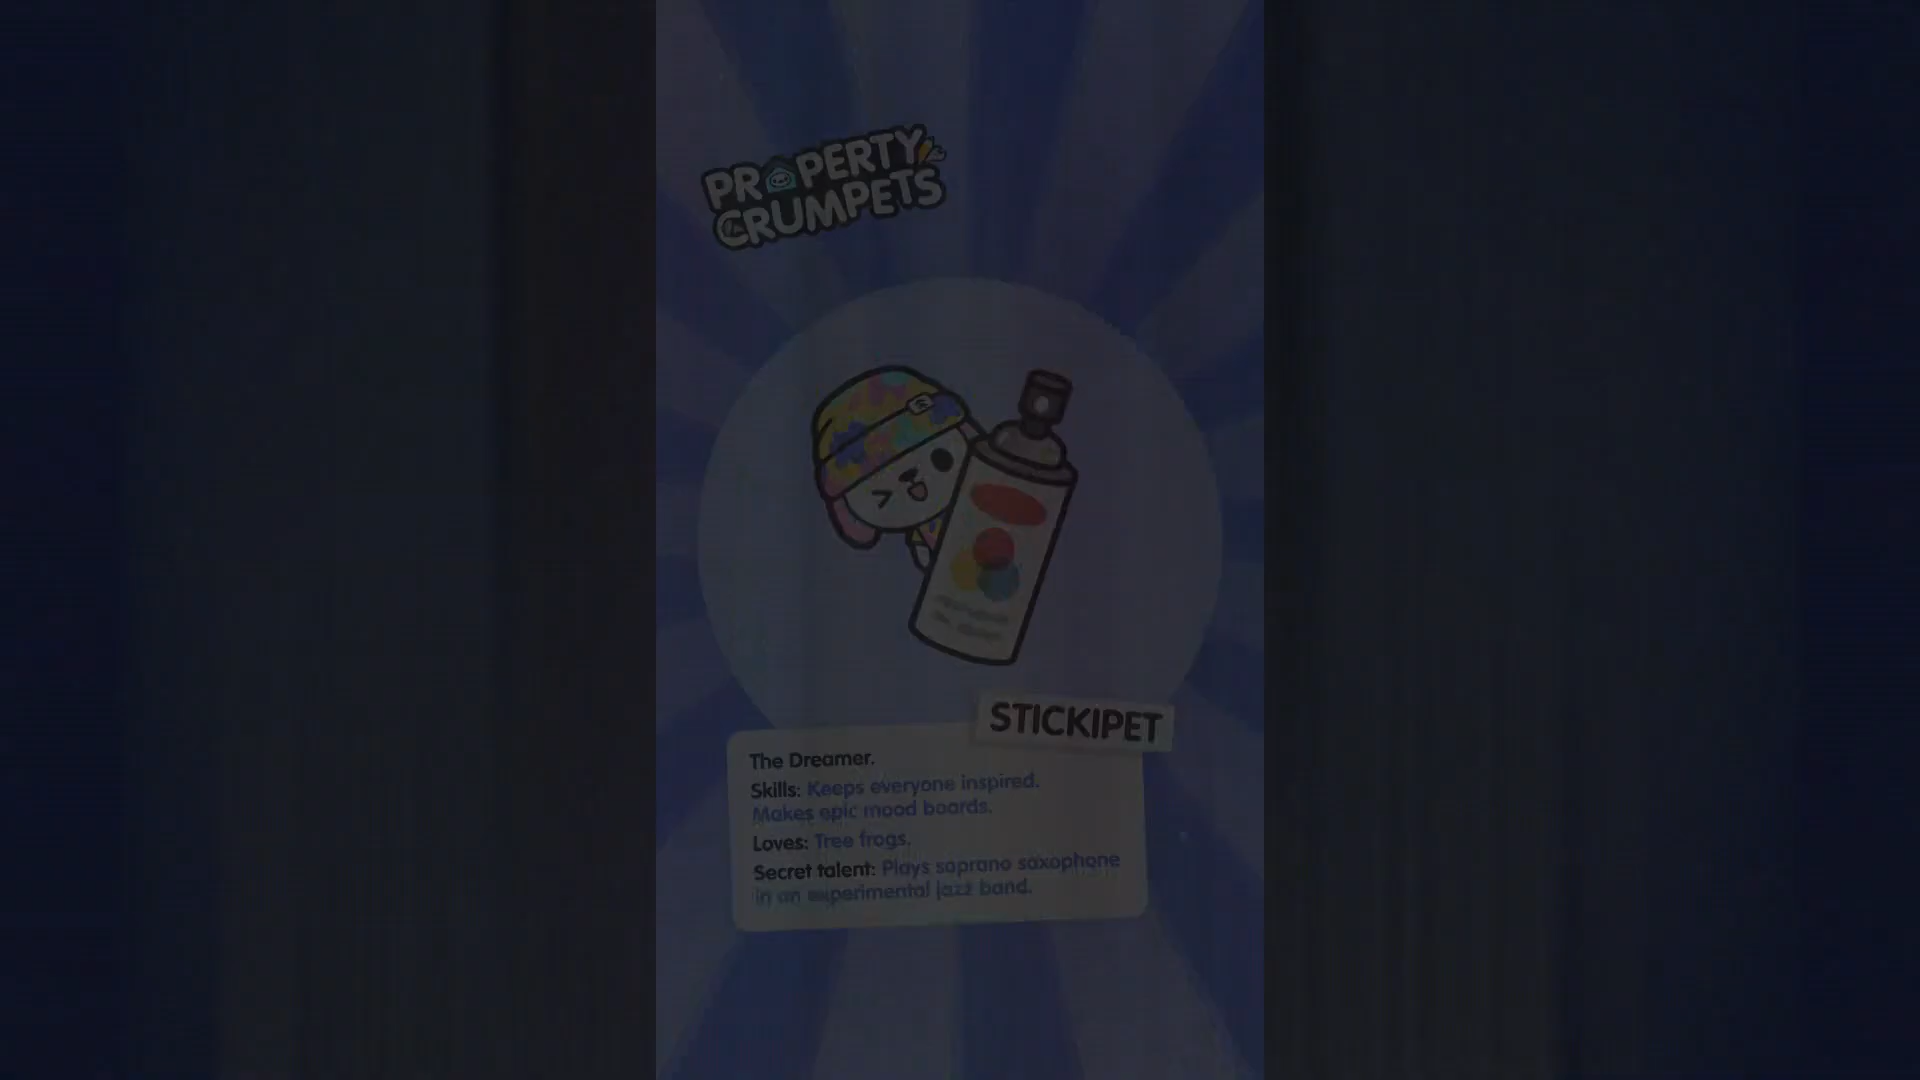 PROPERTY
CRUMPETS
STICKIPET
The Dreamer.
Skills: Keeps everyone inspired.
Makes epic mood boards.
Loves: Tree frogs.
Secret talent: Plays soprano saxophone
in an experimental jazz band.